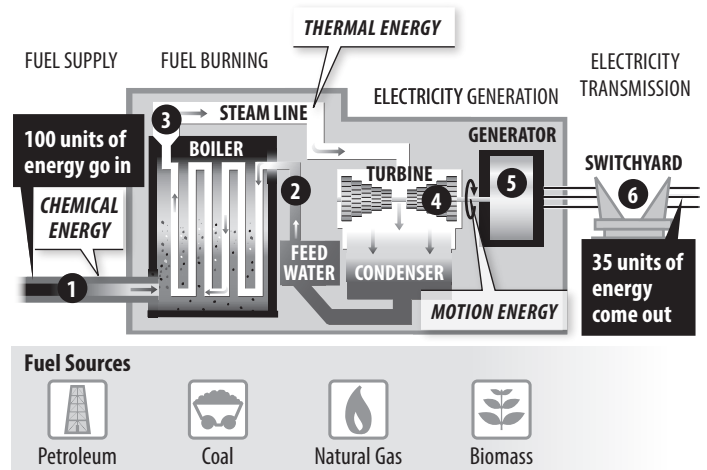 FUEL SUPPLY
FUEL BURNING
THERMAL ENERGY
ELECTRICITY GENERATION
ELECTRICITY
TRANSMISSION
100 units of
energy go in
CHEMICAL
ENERGY
1
3
STEAM LINE
BOILER
2
FEED
WATER
TURBINE
4
CONDENSER
GENERATOR
5
MOTION ENERGY
SWITCHYARD
6
35 units of
energy
come out
Fuel Sources
Petroleum
Coal
Natural Gas
Biomass